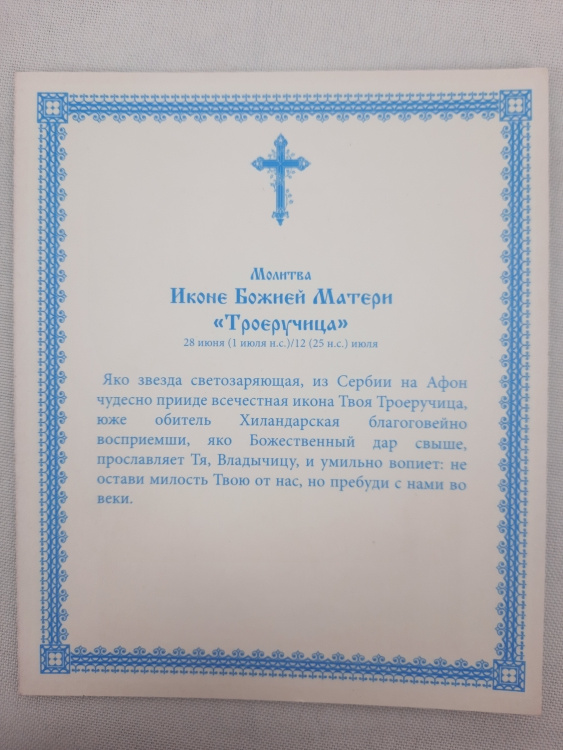 Молитва
Иконе Божией Матери
«Троеручица»
28 июня (1 июля н.с.)/12 (25 н.с.) июля
Яко звезда светозаряющая, из Сербии на Афон
чудесно прииде всечестная икона Твоя Троеручица,
юже обитель Хиландарская благоговейно
восприемши, яко Божественный дар свыше,
прославляет Тя, Владычицу, и умильно вопиет: не
остави милость Твою от нас, но пребуди с нами во
веки.